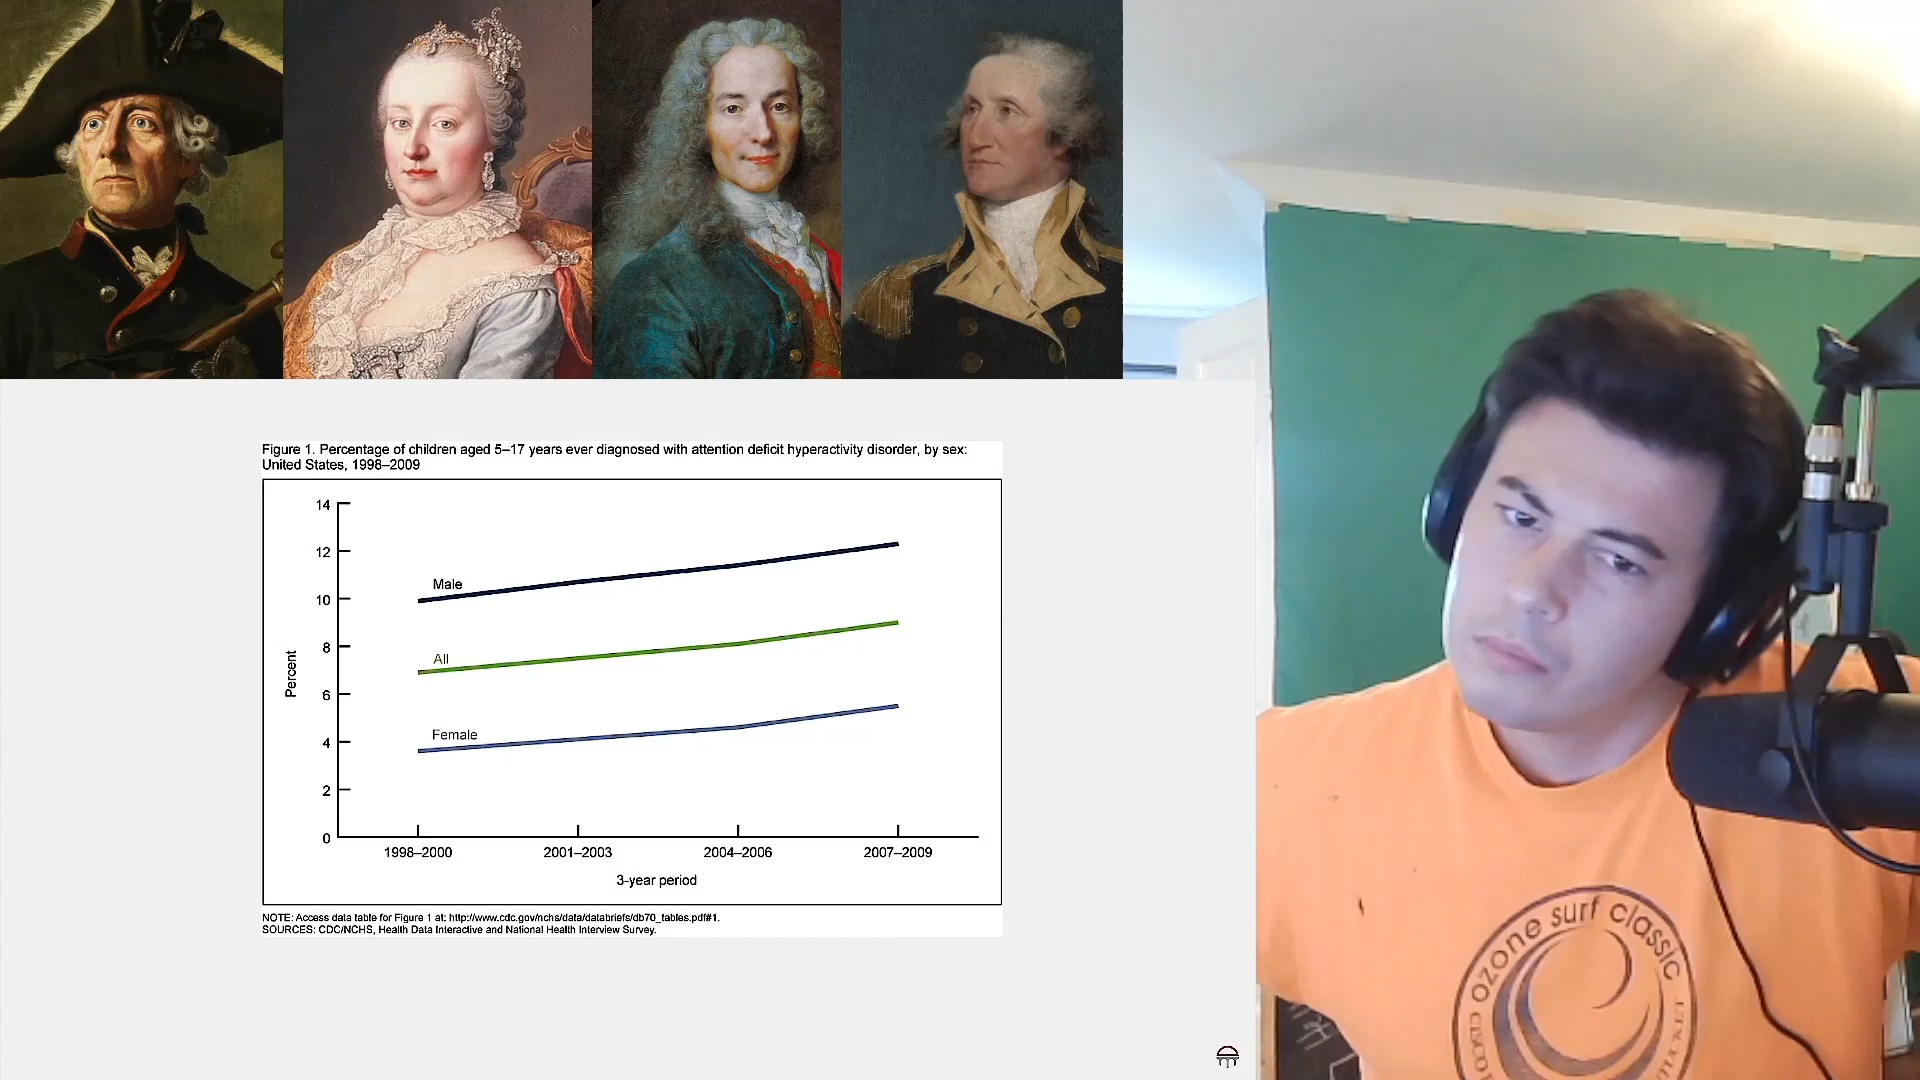 Figure 1. Percentage of children aged 5–17 years ever diagnosed with attention deficit hyperactivity disorder, by sex:
United States, 1998–2009
14
12
10
8
6
4
2
0
Percent
Male
All
Female
1998–2000
2001–2003
2004–2006
2007–2009
3-year period
NOTE: Access data table for Figure 1 at: http://www.cdc.gov/nchs/data/databriefs/db70_tables.pdf#1.
SOURCES: CDC/NCHS, Health Data Interactive and National Health Interview Survey.
ozone surf classic